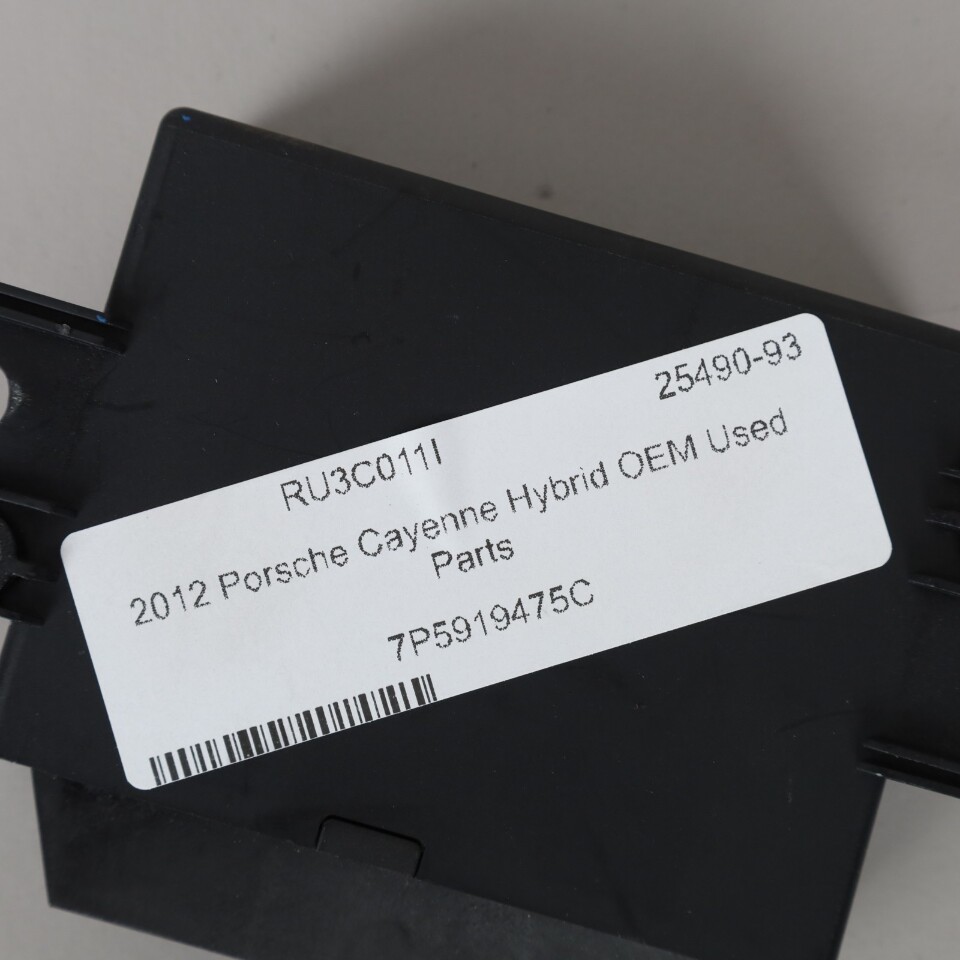 25490-93
RU3C011I
2012 Porsche Cayenne Hybrid OEM Used
Parts
7P5919475C